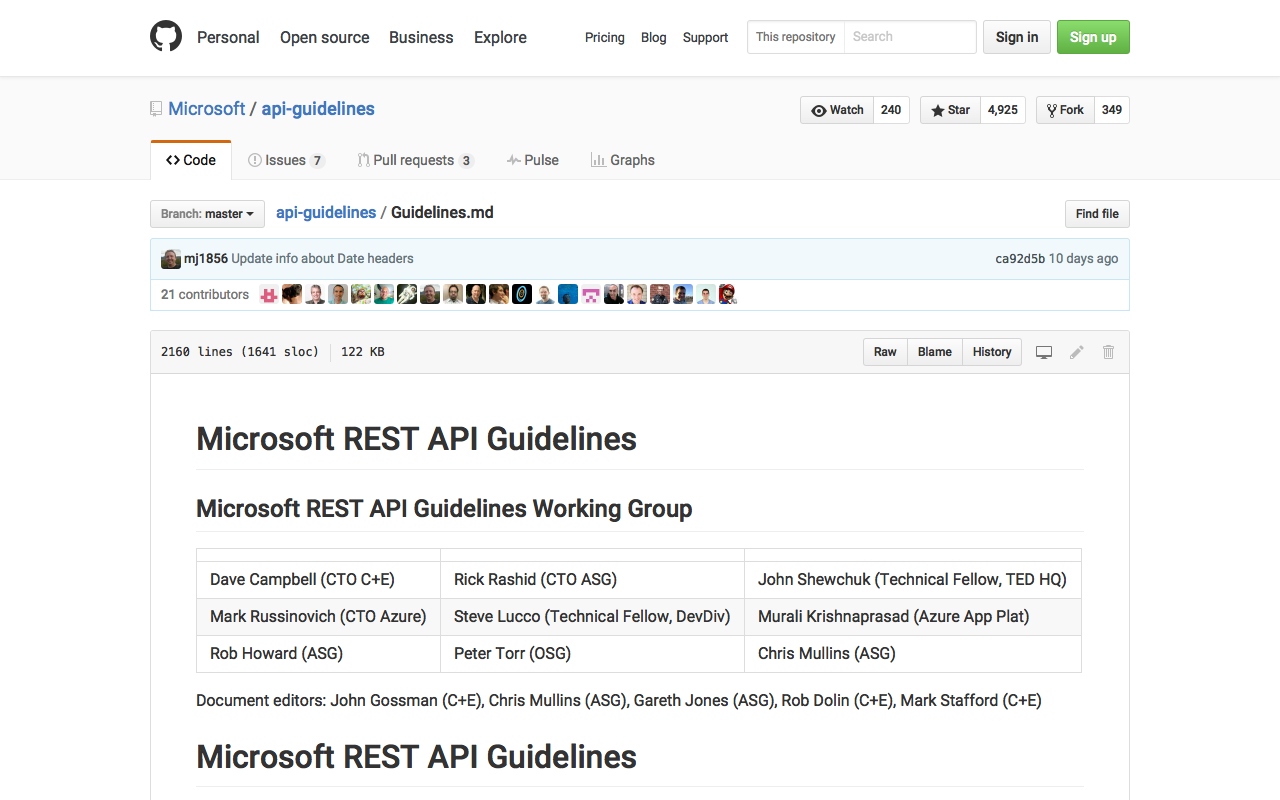 Personal Open source Business Explore Pricing Blog Support This repository Search Sign in Sign up
Microsoft / api-guidelines Watch 240 Star 4,925 Fork 349
Code Issues 7 Pull requests 3 Pulse Graphs
Branch: master api-guidelines / Guidelines.md Find file
mj1856 Update info about Date headers ca92d5b 10 days ago
21 contributors
2160 lines (1641 sloc) 122 KB Raw Blame History
Microsoft REST API Guidelines
Microsoft REST API Guidelines Working Group
Dave Campbell (CTO C+E) Rick Rashid (CTO ASG) John Shewchuk (Technical Fellow, TED HQ)
Mark Russinovich (CTO Azure) Steve Lucco (Technical Fellow, DevDiv) Murali Krishnaprasad (Azure App Plat)
Rob Howard (ASG) Peter Torr (OSG) Chris Mullins (ASG)
Document editors: John Gossman (C+E), Chris Mullins (ASG), Gareth Jones (ASG), Rob Dolin (C+E), Mark Stafford (C+E)
Microsoft REST API Guidelines